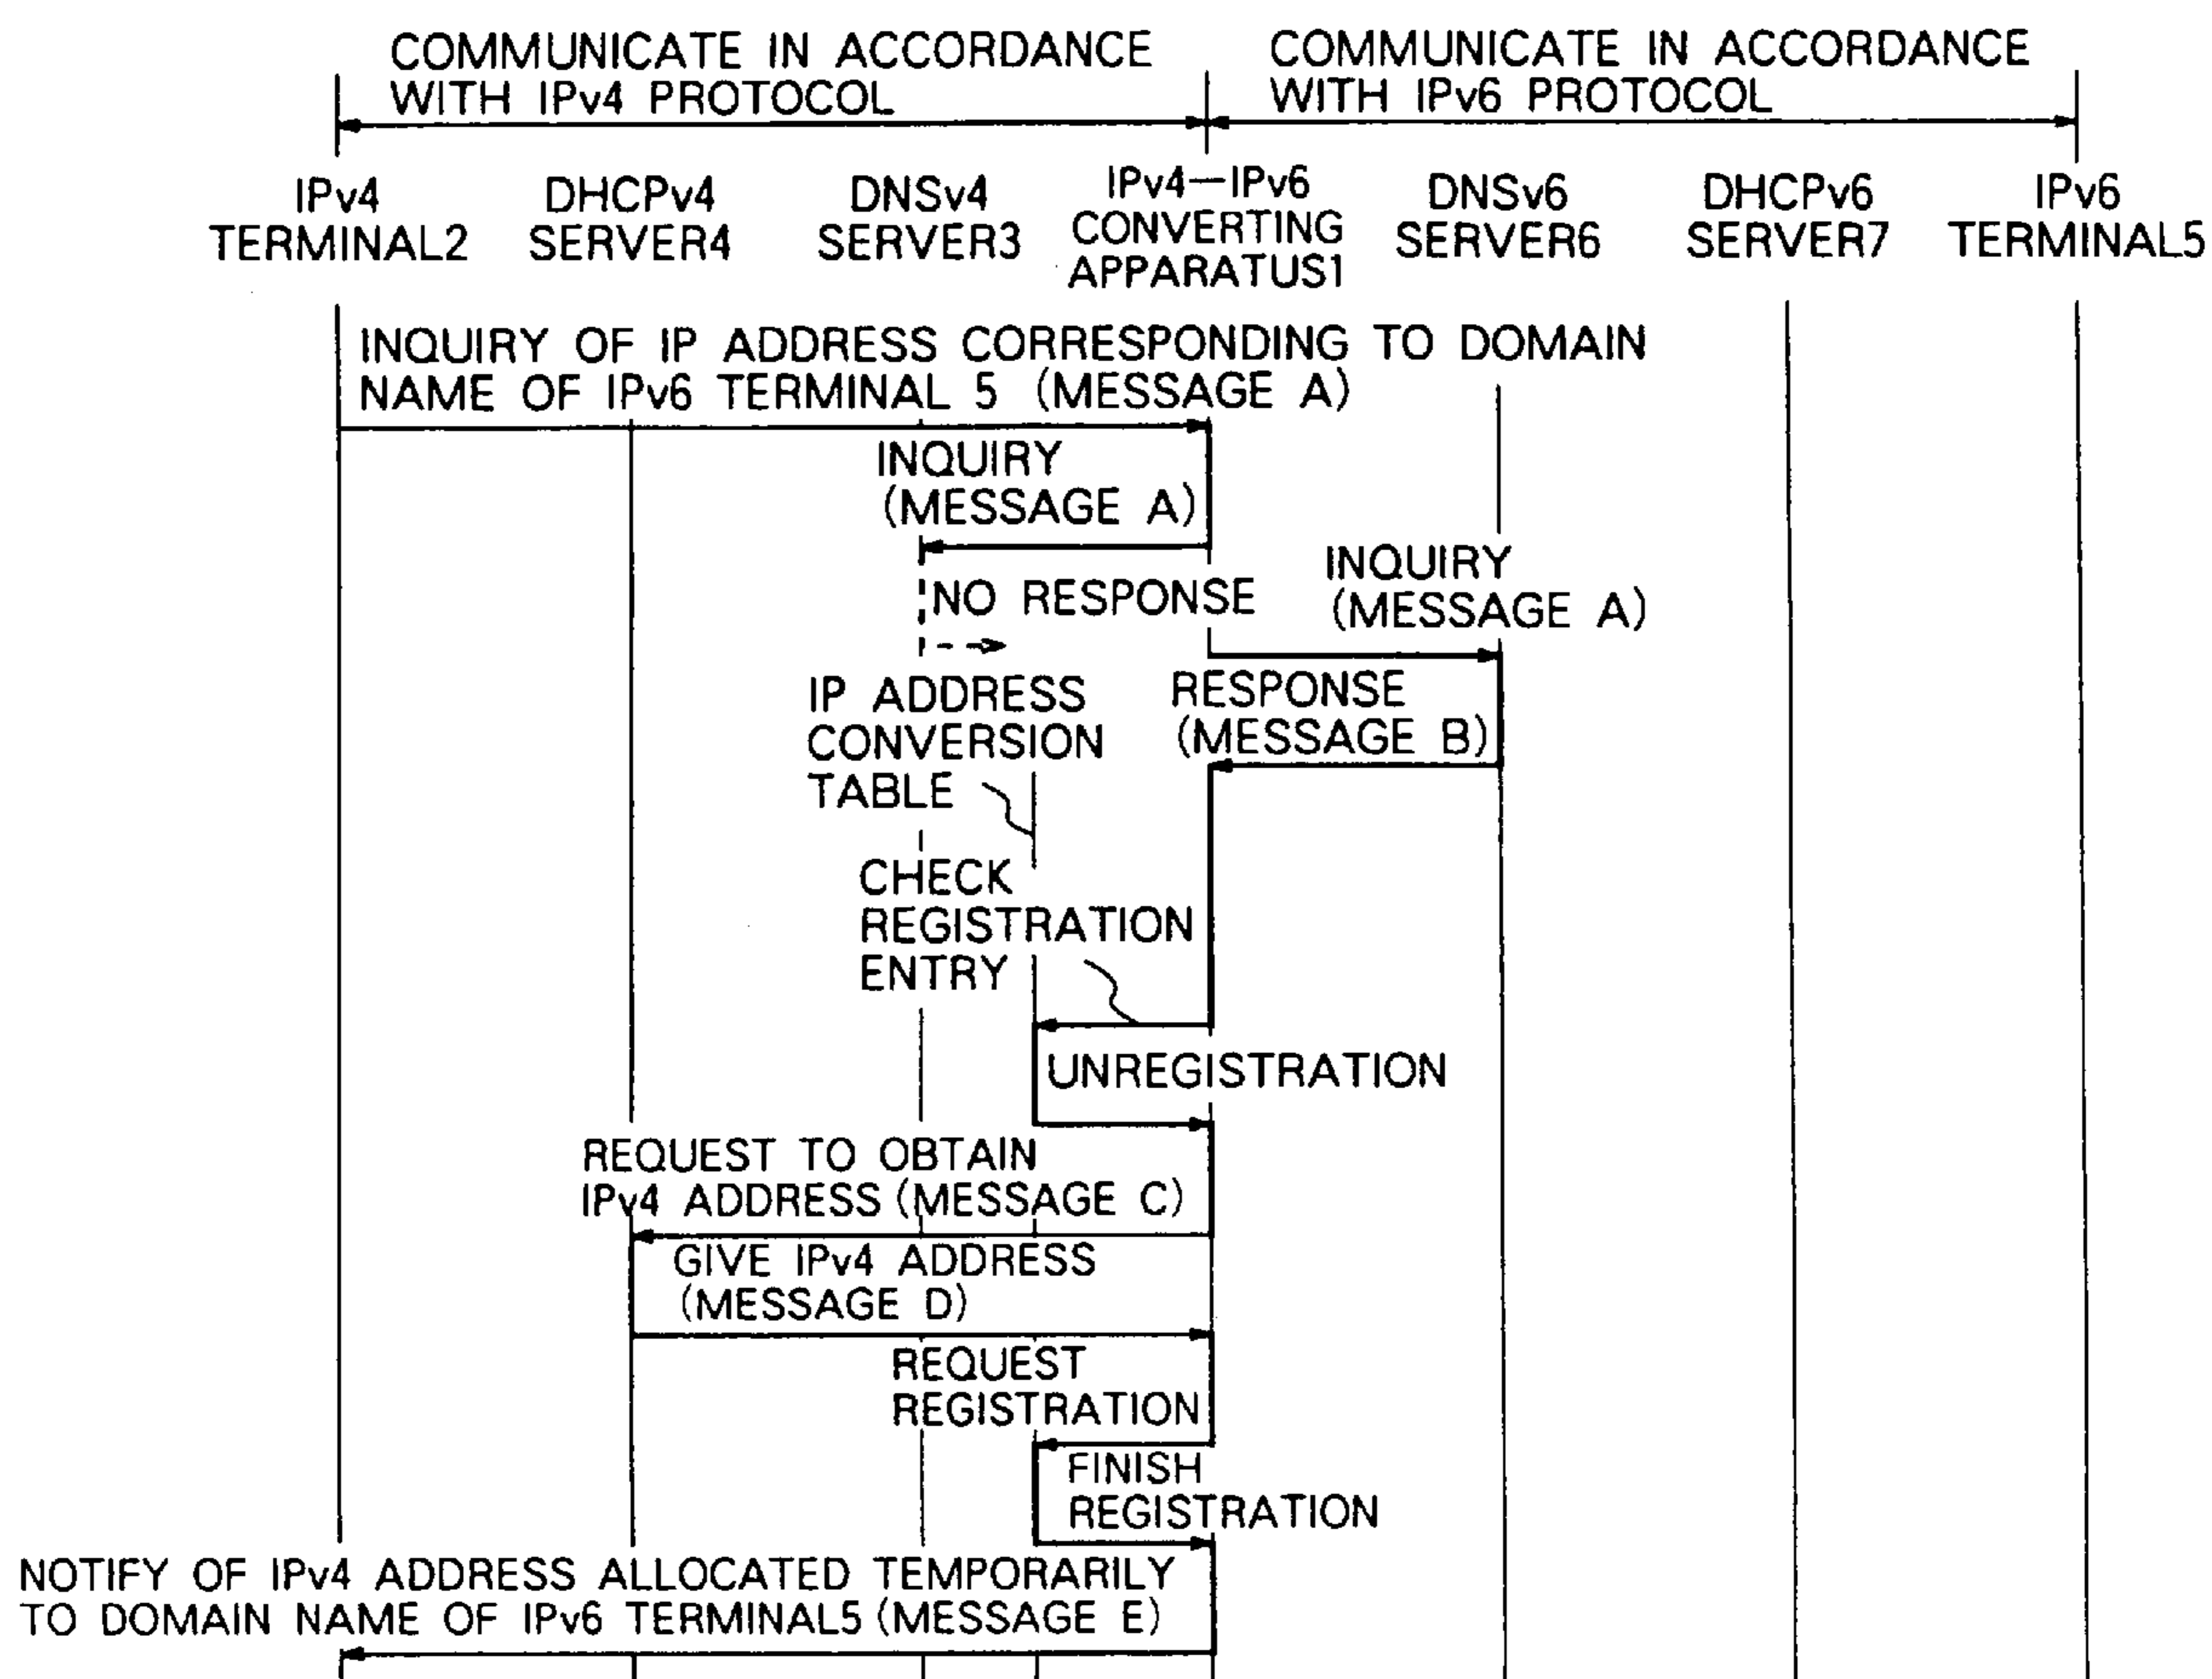 COMMUNICATE IN ACCORDANCE
WITH IPv4 PROTOCOL
COMMUNICATE IN ACCORDANCE
WITH IPv6 PROTOCOL
IPv4
TERMINAL2
DHCPv4
SERVER4
DNSv4
SERVER3
IPv4—IPv6
CONVERTING
APPARATUS1
DNSv6
SERVER6
DHCPv6
SERVER7
IPv6
TERMINAL5
INQUIRY OF IP ADDRESS CORRESPONDING TO DOMAIN
NAME OF IPv6 TERMINAL 5 (MESSAGE A)
INQUIRY
(MESSAGE A)
NO RESPONSE
INQUIRY
(MESSAGE A)
RESPONSE
(MESSAGE B)
IP ADDRESS
CONVERSION
TABLE
CHECK
REGISTRATION
ENTRY
UNREGISTRATION
REQUEST TO OBTAIN
IPv4 ADDRESS (MESSAGE C)
GIVE IPv4 ADDRESS
(MESSAGE D)
REQUEST
REGISTRATION
FINISH
REGISTRATION
NOTIFY OF IPv4 ADDRESS ALLOCATED TEMPORARILY
TO DOMAIN NAME OF IPv6 TERMINAL5 (MESSAGE E)